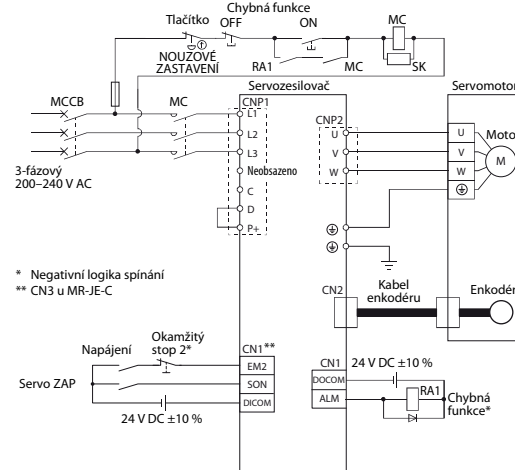 Chybná funkce
Tlačítko OFF ON MC
NOUZOVÉ
ZASTAVENÍ
RA1 MC SK
Servozesilovač Servomotor
MCCB MC CNP1 CNP2
L1 U U Moto
L2 V V M
L3 W W
3-fázový
200–240 V AC
Neobsazeno
C
D
P+
* Negativní logika spínání
** CN3 u MR-JE-C
CN2 Kabel
enkodéru
Enkodér
Napájení Okamžitý
stop 2*
CN1** CN1 24 V DC ±10 %
EM2 DOCOM
Servo ZAP SON ALM RA1 Chybná
funkce*
DICOM
24 V DC ±10 %